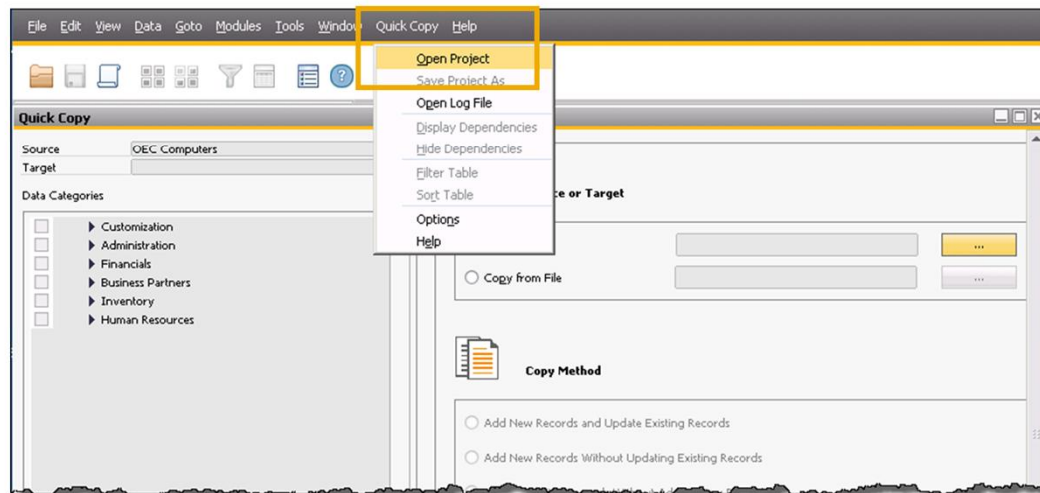 File Edit View Data Goto Modules Tools Window Quick Copy Help
Open Project
Save Project As
Open Log File
Display Dependencies
Hide Dependencies
Filter Table
Sort Table
Options
Help
Quick Copy
Source OEC Computers
Target
Data Categories
Customization
Administration
Financials
Business Partners
Inventory
Human Resources
or Target
...
Copy from File ...
Copy Method
Add New Records and Update Existing Records
Add New Records Without Updating Existing Records